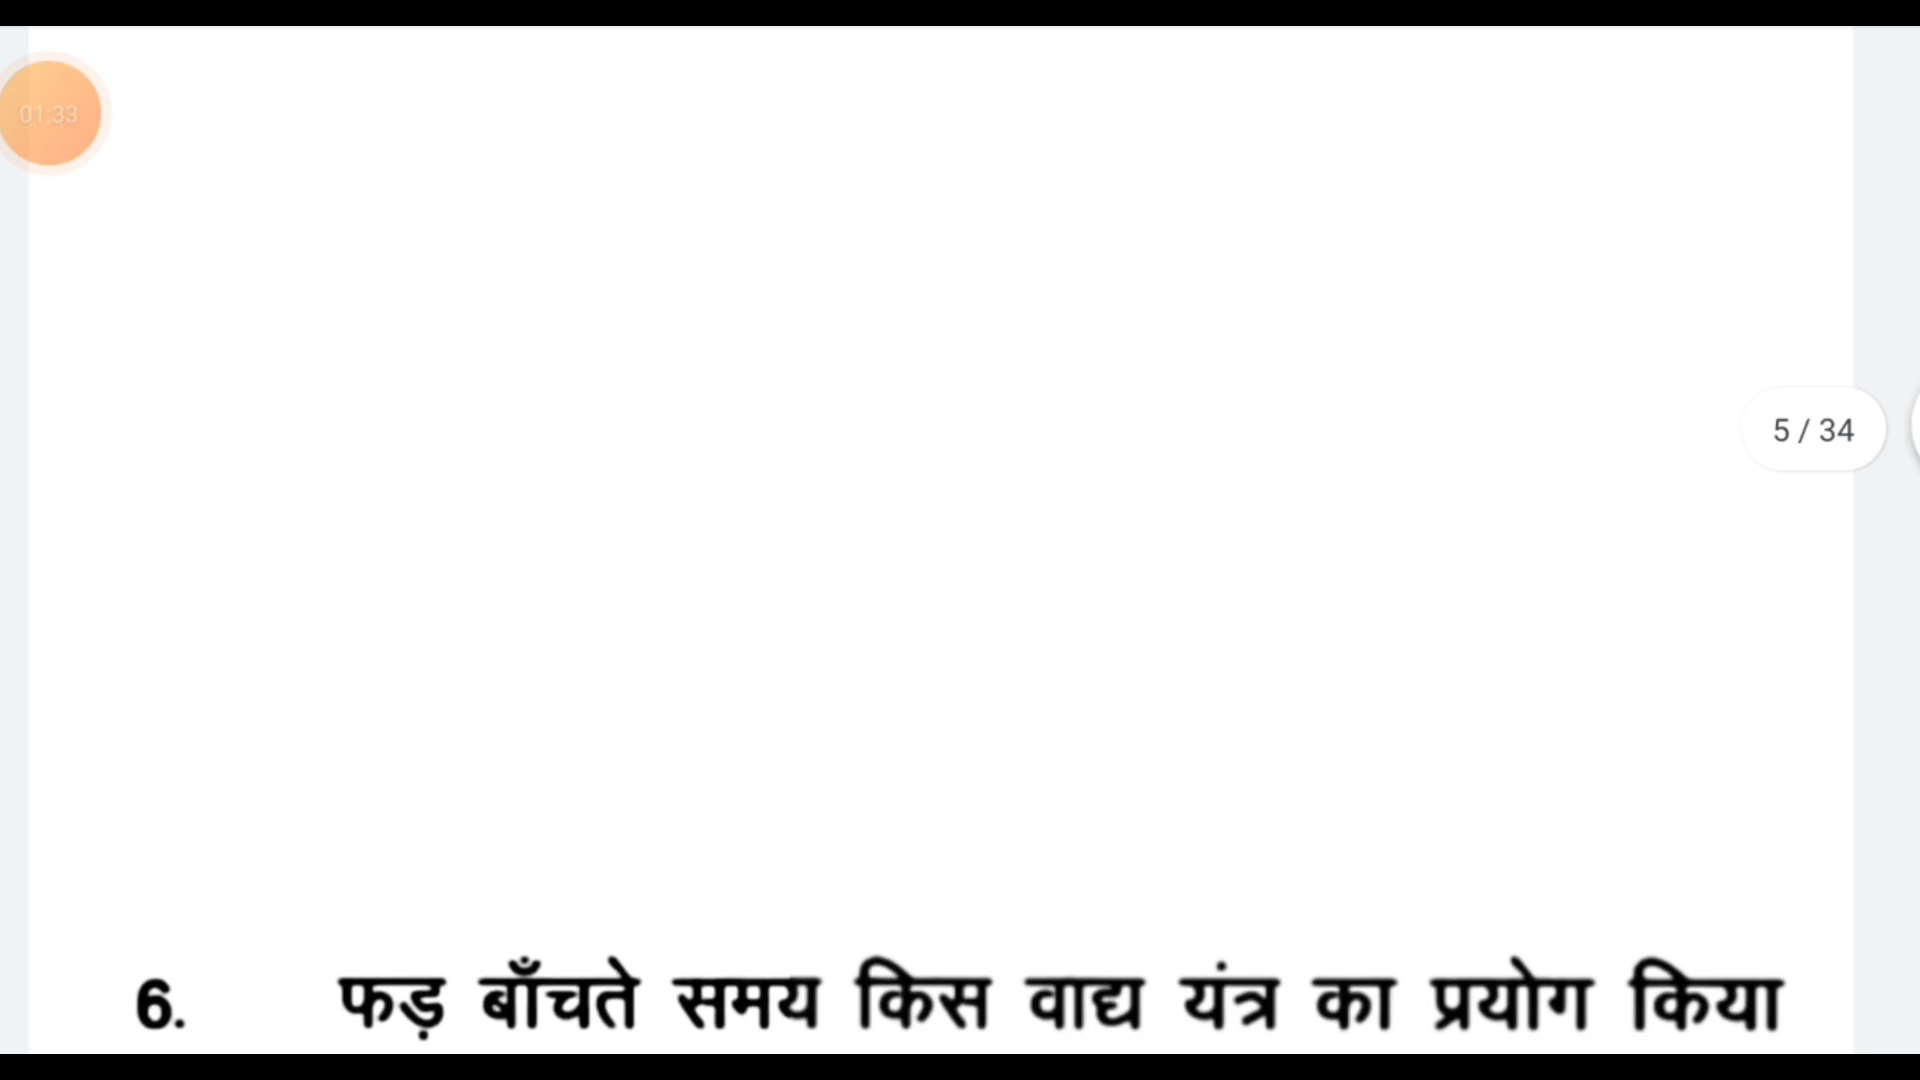 01:33
5 / 34
6. फड़ बाँचते समय किस वाद्य यंत्र का प्रयोग किया